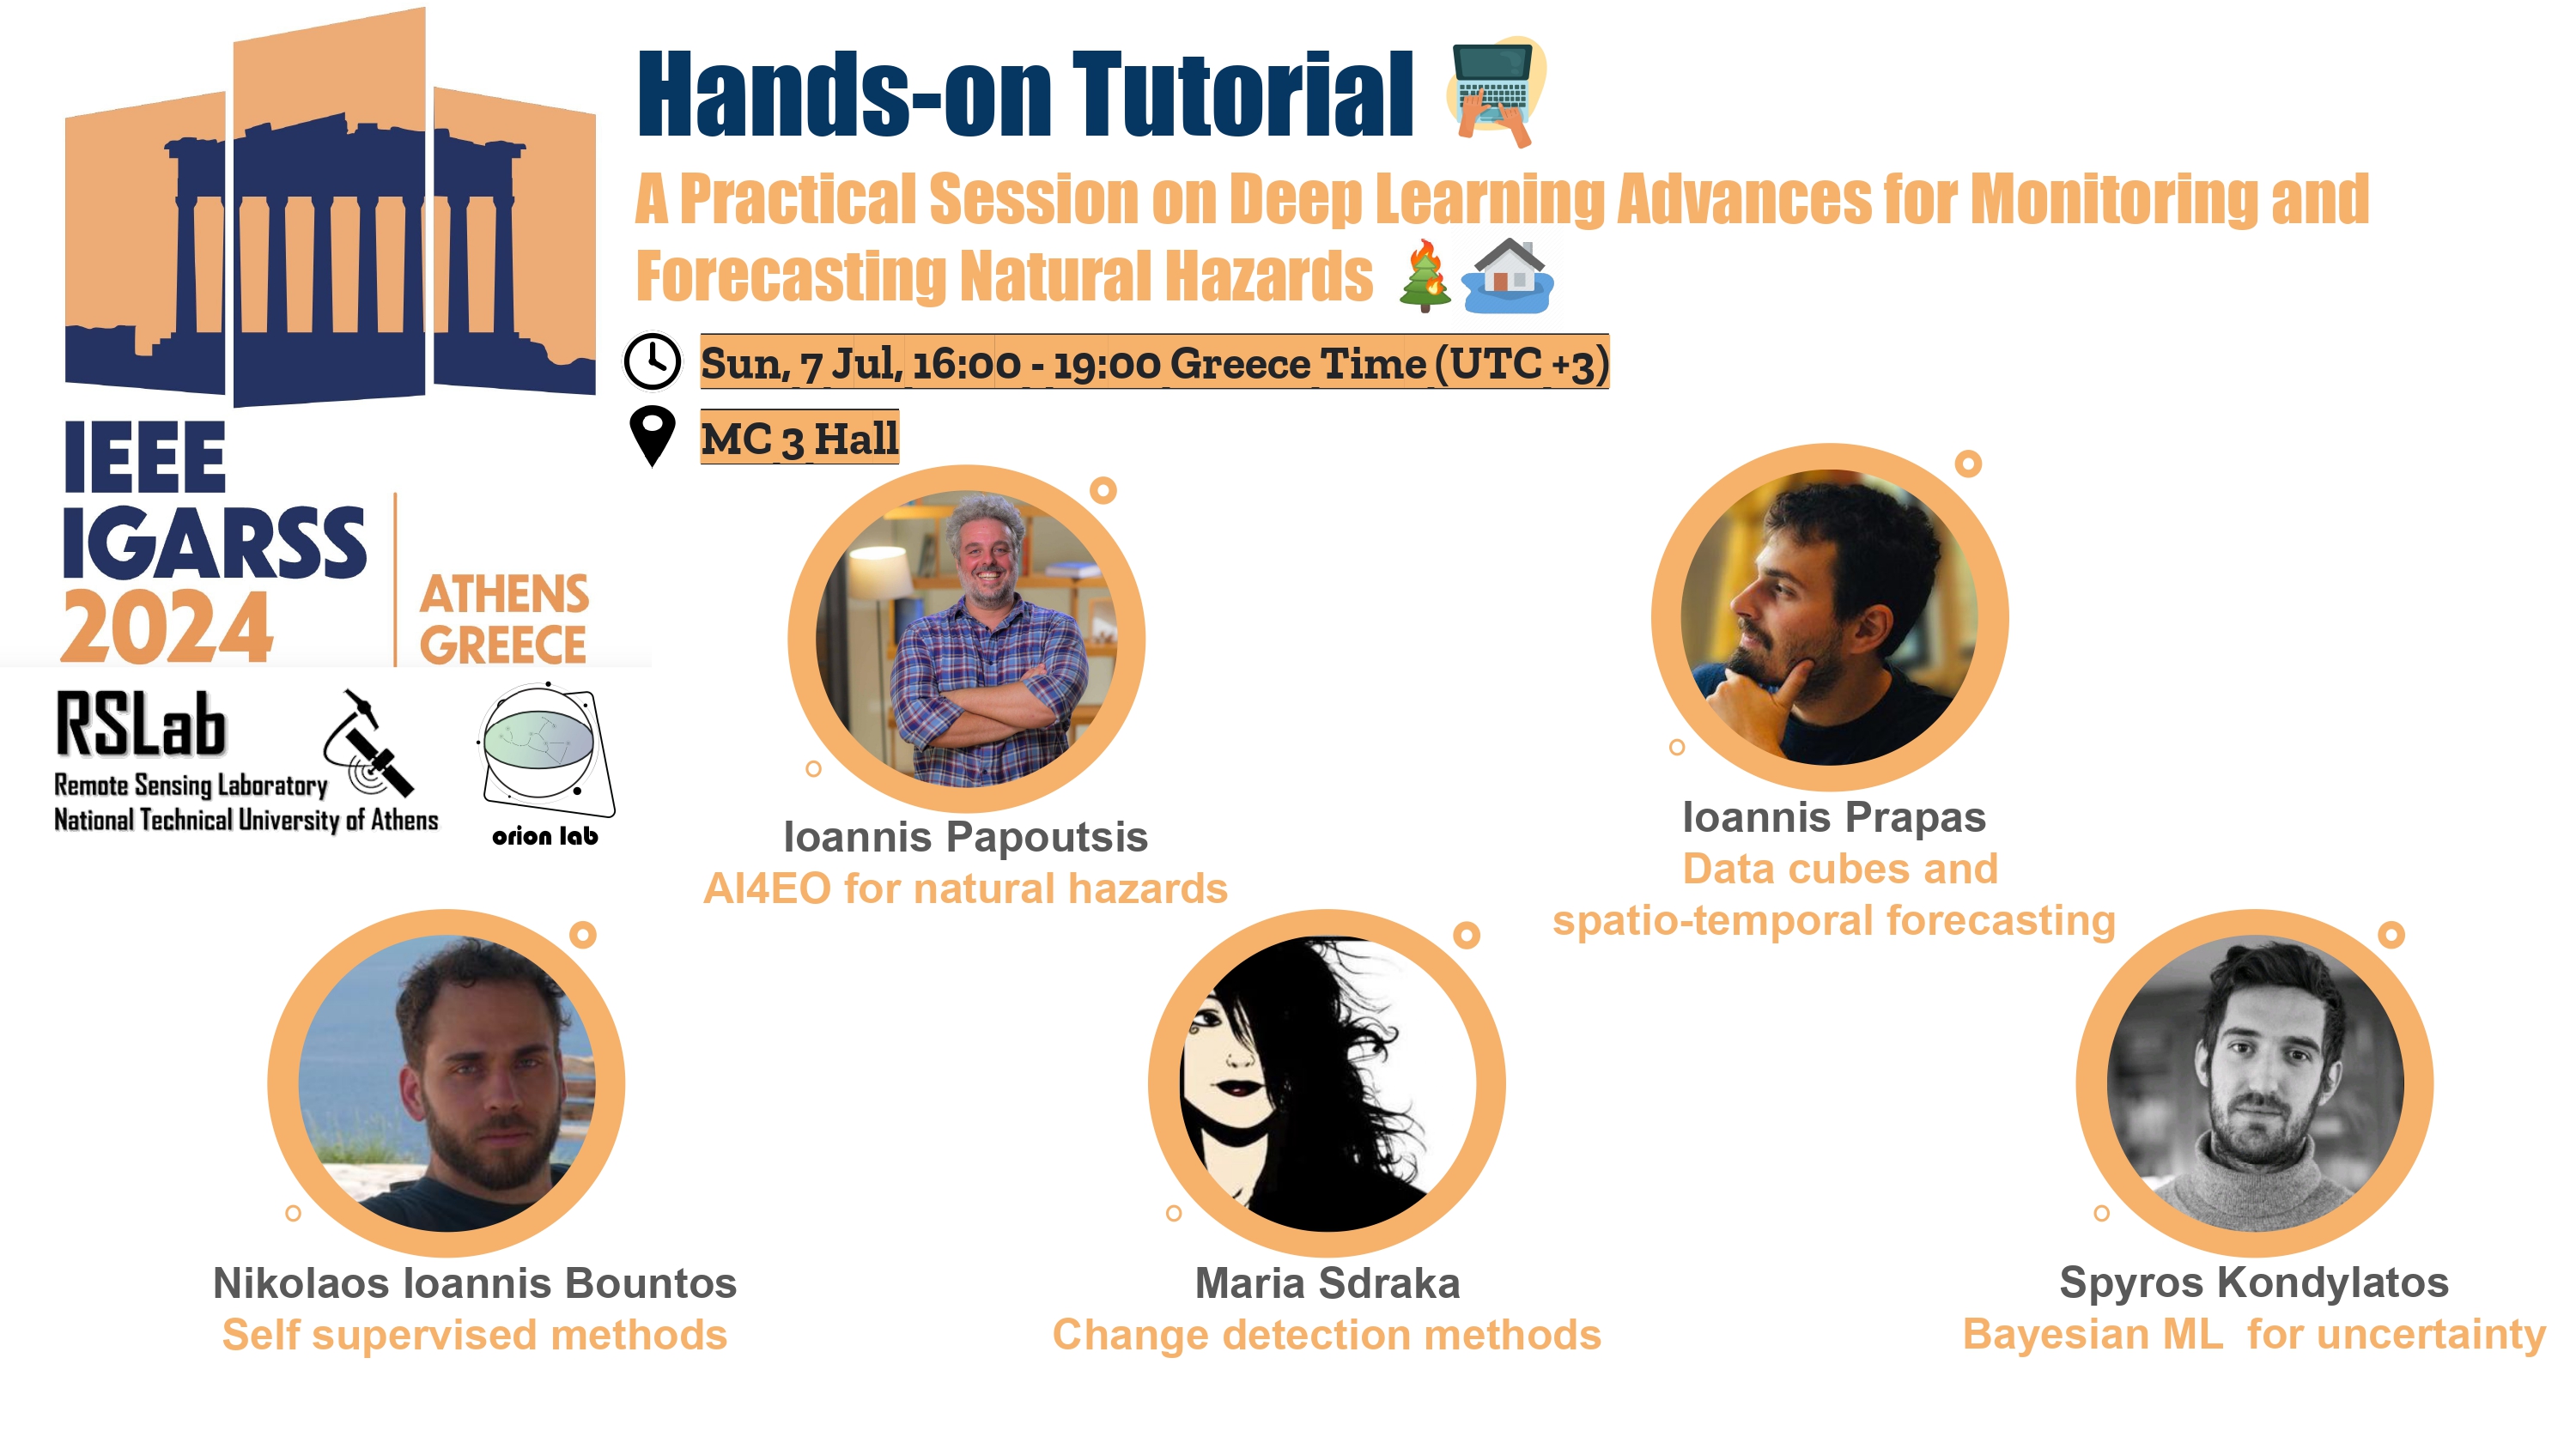 Hands-on Tutorial
A Practical Session on Deep Learning Advances for Monitoring and
Forecasting Natural Hazards
Sun, 7 Jul, 16:00 - 19:00 Greece Time (UTC +3)
MC 3 Hall
IEEE
IGARSS
2024
ATHENS
GREECE
RSLab
Remote Sensing Laboratory
National Technical University of Athens
orion lab
Ioannis Papoutsis
AI4EO for natural hazards
Ioannis Prapas
Data cubes and
spatio-temporal forecasting
Nikolaos Ioannis Bountos
Self supervised methods
Maria Sdraka
Change detection methods
Spyros Kondylatos
Bayesian ML  for uncertainty